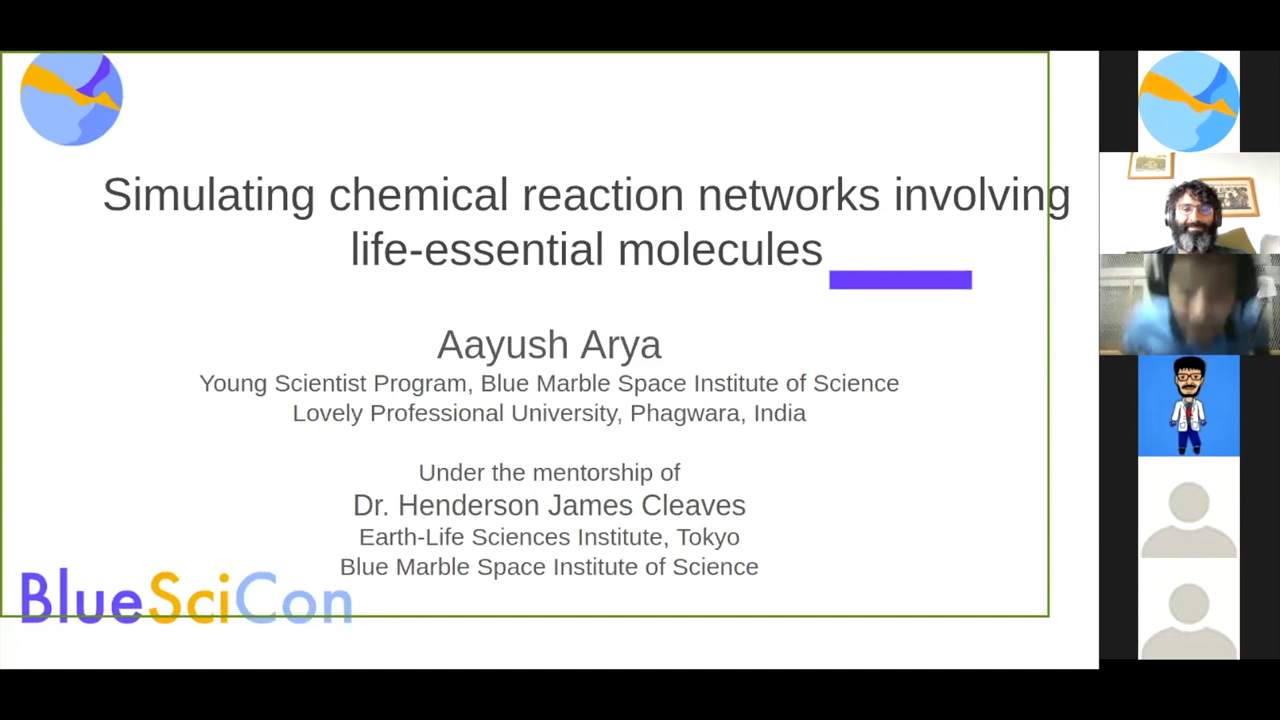 Simulating chemical reaction networks involving
life-essential molecules
Aayush Arya
Young Scientist Program, Blue Marble Space Institute of Science
Lovely Professional University, Phagwara, India
Under the mentorship of
Dr. Henderson James Cleaves
Earth-Life Sciences Institute, Tokyo
Blue Marble Space Institute of Science
BlueSciCon